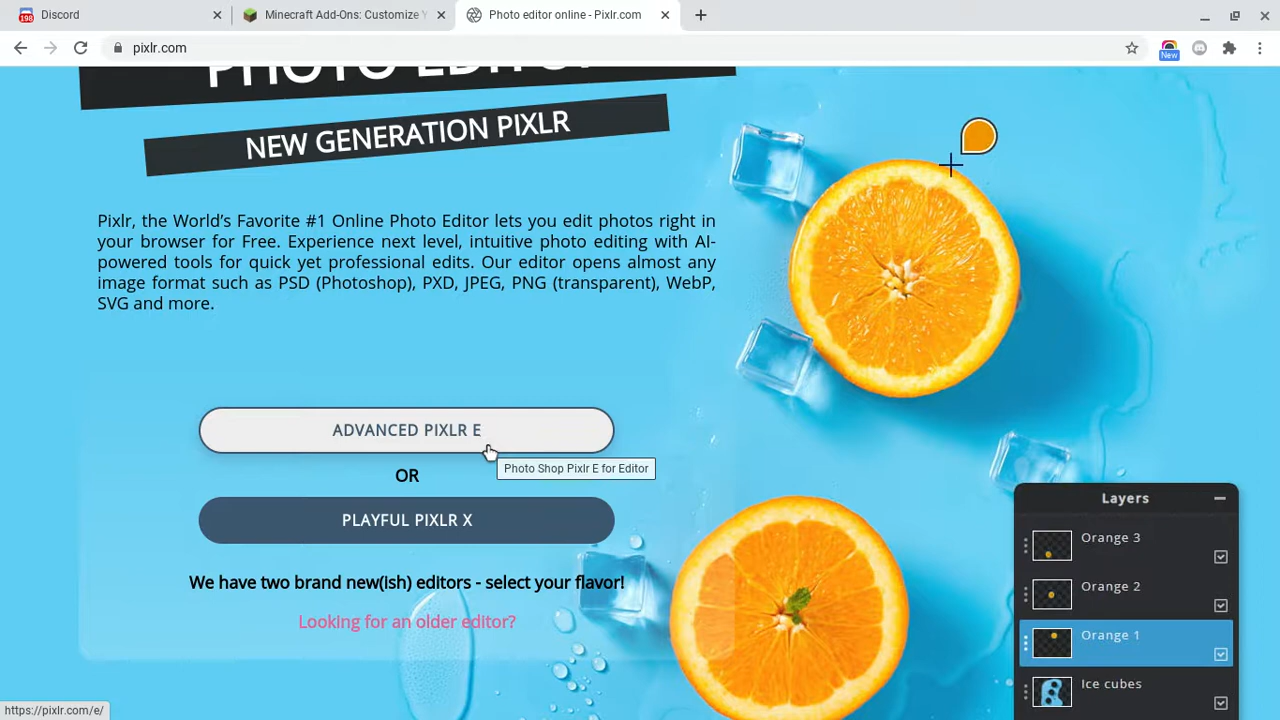 198
Discord
Minecraft Add-Ons: Customize Y
Photo editor online - Pixlr.com
pixlr.com
New
NEW GENERATION PIXLR
Pixlr, the World's Favorite #1 Online Photo Editor lets you edit photos right in
your browser for Free. Experience next level, intuitive photo editing with AI-
powered tools for quick yet professional edits. Our editor opens almost any
image format such as PSD (Photoshop), PXD, JPEG, PNG (transparent), WebP,
SVG and more.
ADVANCED PIXLR E
Photo Shop Pixlr E for Editor
OR
PLAYFUL PIXLR X
We have two brand new(ish) editors - select your flavor!
Looking for an older editor?
Layers
Orange 3
Orange 2
Orange 1
Ice cubes
https://pixlr.com/e/